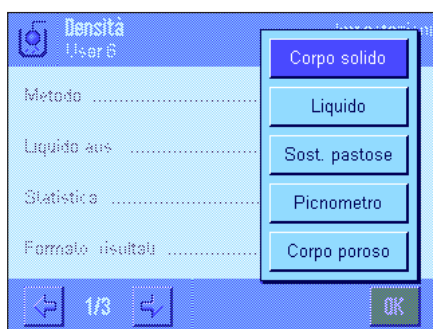 Densità
User 6
Metodo
Liquido aus
Statistica
Formato risultati
Corpo solido
Liquido
Sost. pastose
Picnometro
Corpo poroso
1/3
OK